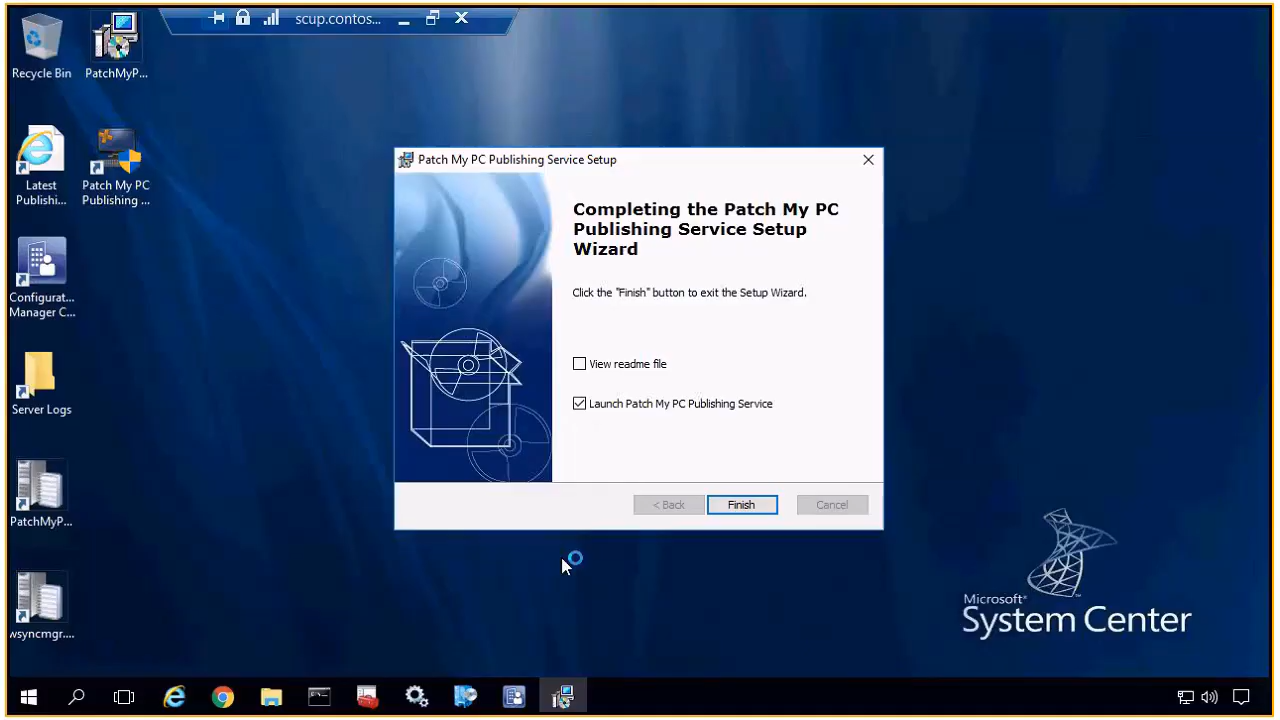 scup.contos...
Recycle Bin
PatchMyP...
Latest
Publishi...
Patch My PC
Publishing ...
Configurat...
Manager C...
Server Logs
PatchMyP...
wsyncmgr....
Patch My PC Publishing Service Setup
Completing the Patch My PC
Publishing Service Setup
Wizard
Click the "Finish" button to exit the Setup Wizard.
View readme file
Launch Patch My PC Publishing Service
< Back
Finish
Cancel
Microsoft®
System Center